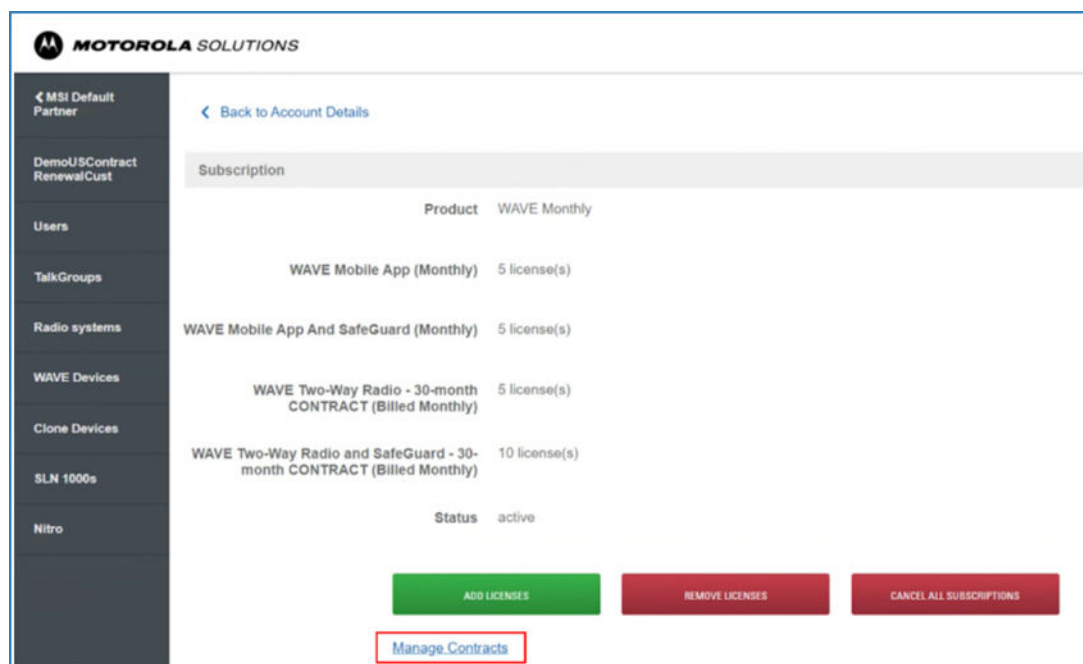 MOTOROLA SOLUTIONS
MSI Default
Partner
Back to Account Details
DemoUSContract
RenewalCust
Subscription
Product WAVE Monthly
Users
WAVE Mobile App (Monthly) 5 license(s)
TalkGroups
Radio systems
WAVE Mobile App And SafeGuard (Monthly) 5 license(s)
WAVE Devices
WAVE Two-Way Radio - 30-month 5 license(s)
CONTRACT (Billed Monthly)
Clone Devices
WAVE Two-Way Radio and SafeGuard - 30- 10 license(s)
month CONTRACT (Billed Monthly)
SLN 1000s
Status active
Nitro
ADD LICENSES REMOVE LICENSES CANCEL ALL SUBSCRIPTIONS
Manage Contracts